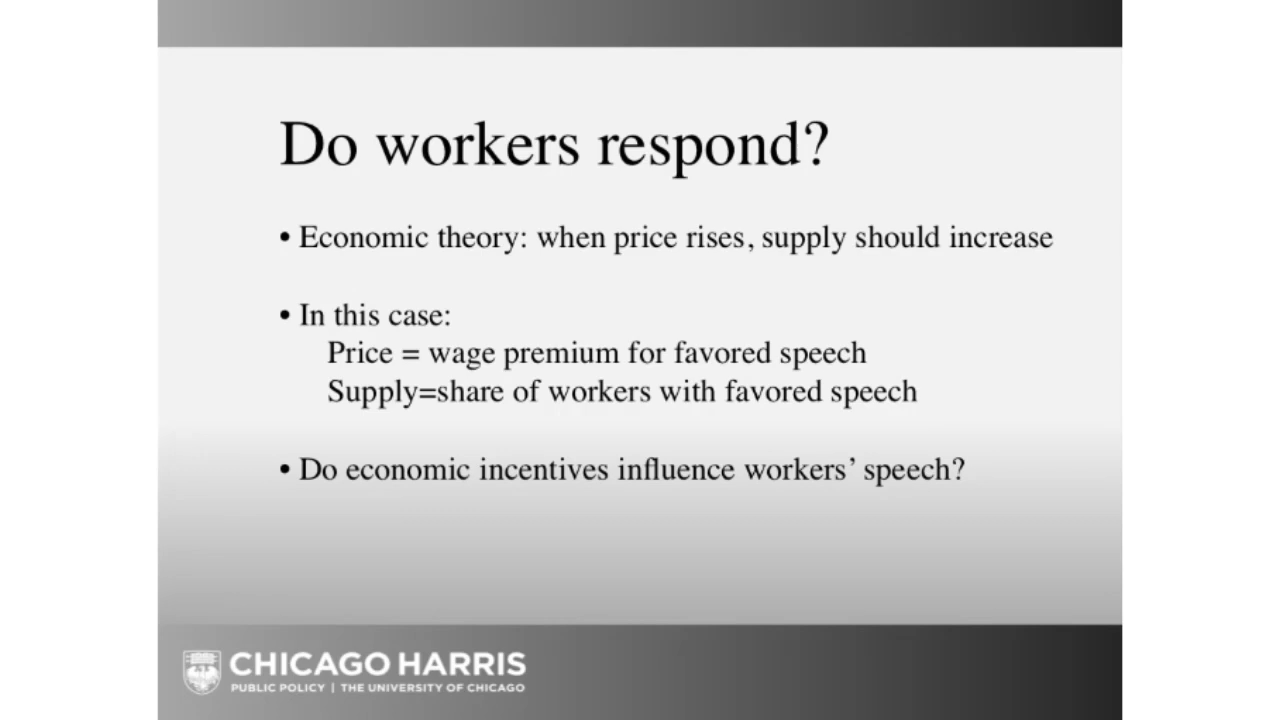 Do workers respond?
• Economic theory: when price rises, supply should increase
• In this case:
Price = wage premium for favored speech
Supply=share of workers with favored speech
• Do economic incentives influence workers’ speech?
CHICAGO HARRIS
PUBLIC POLICY | THE UNIVERSITY OF CHICAGO